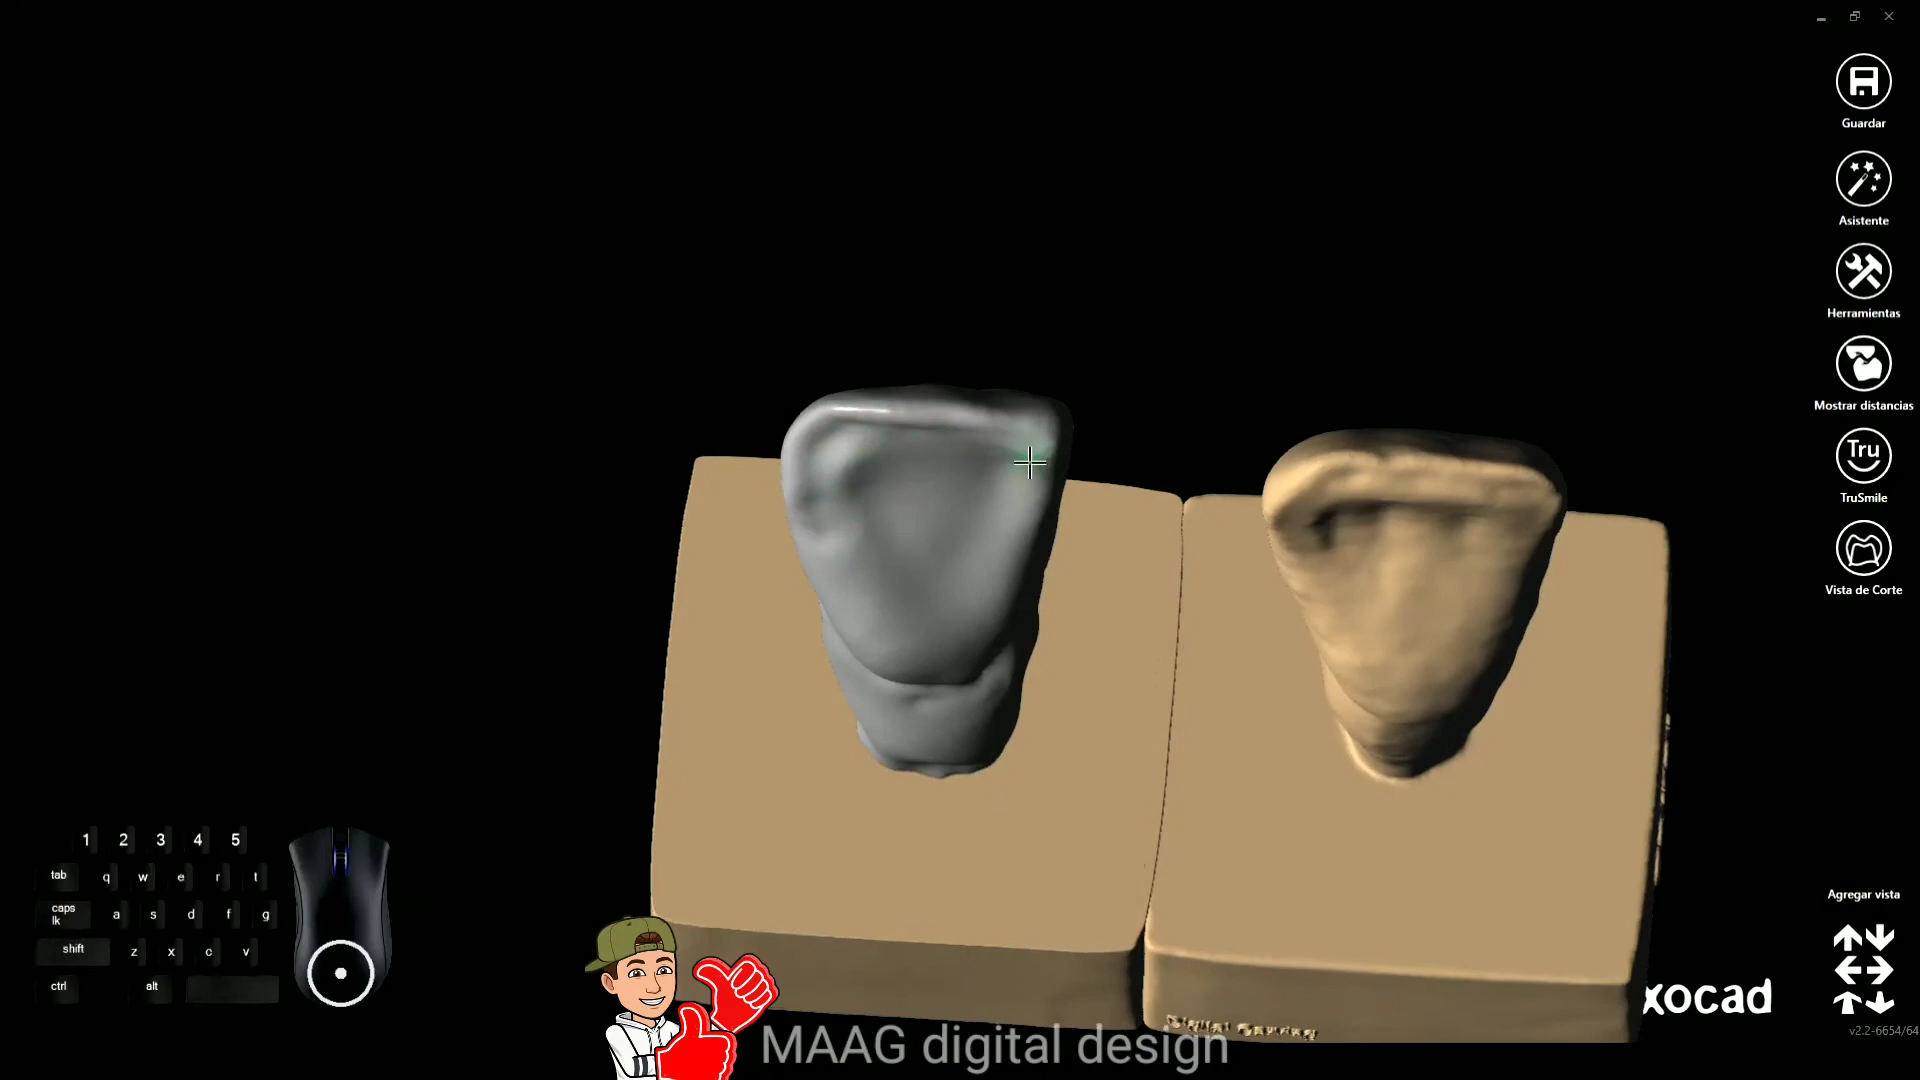 Guardar
Asistente
Herramientas
Mostrar distancias
Tru
TruSmile
Vista de Corte
1 2 3 4 5
tab q w e r t
caps lk a s d f g
shift z x c v
ctrl alt
Agregar vista
xocad
v2.2-6654/64
MAAG digital design